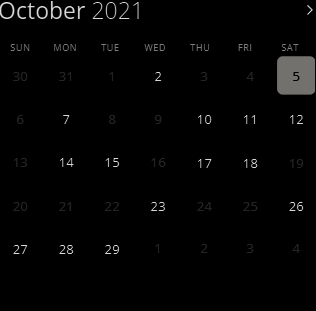 October 2021 >
SUN MON TUE WED THU FRI SAT
30 31 1 2 3 4 5
6 7 8 9 10 11 12
13 14 15 16 17 18 19
20 21 22 23 24 25 26
27 28 29 1 2 3 4